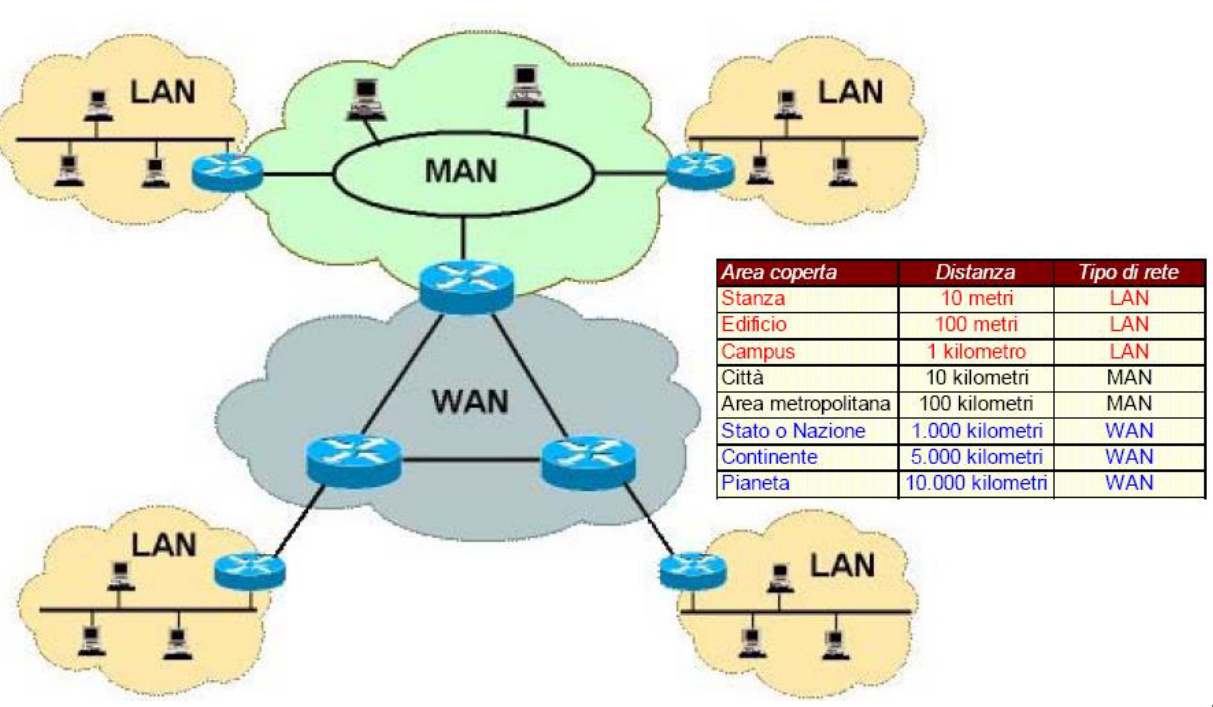 LAN
LAN
MAN
Area coperta Distanza Tipo di rete
Stanza 10 metri LAN
Edificio 100 metri LAN
Campus 1 kilometro LAN
Città 10 kilometri MAN
Area metropolitana 100 kilometri MAN
Stato o Nazione 1.000 kilometri WAN
Continente 5.000 kilometri WAN
Pianeta 10.000 kilometri WAN
WAN
LAN
LAN